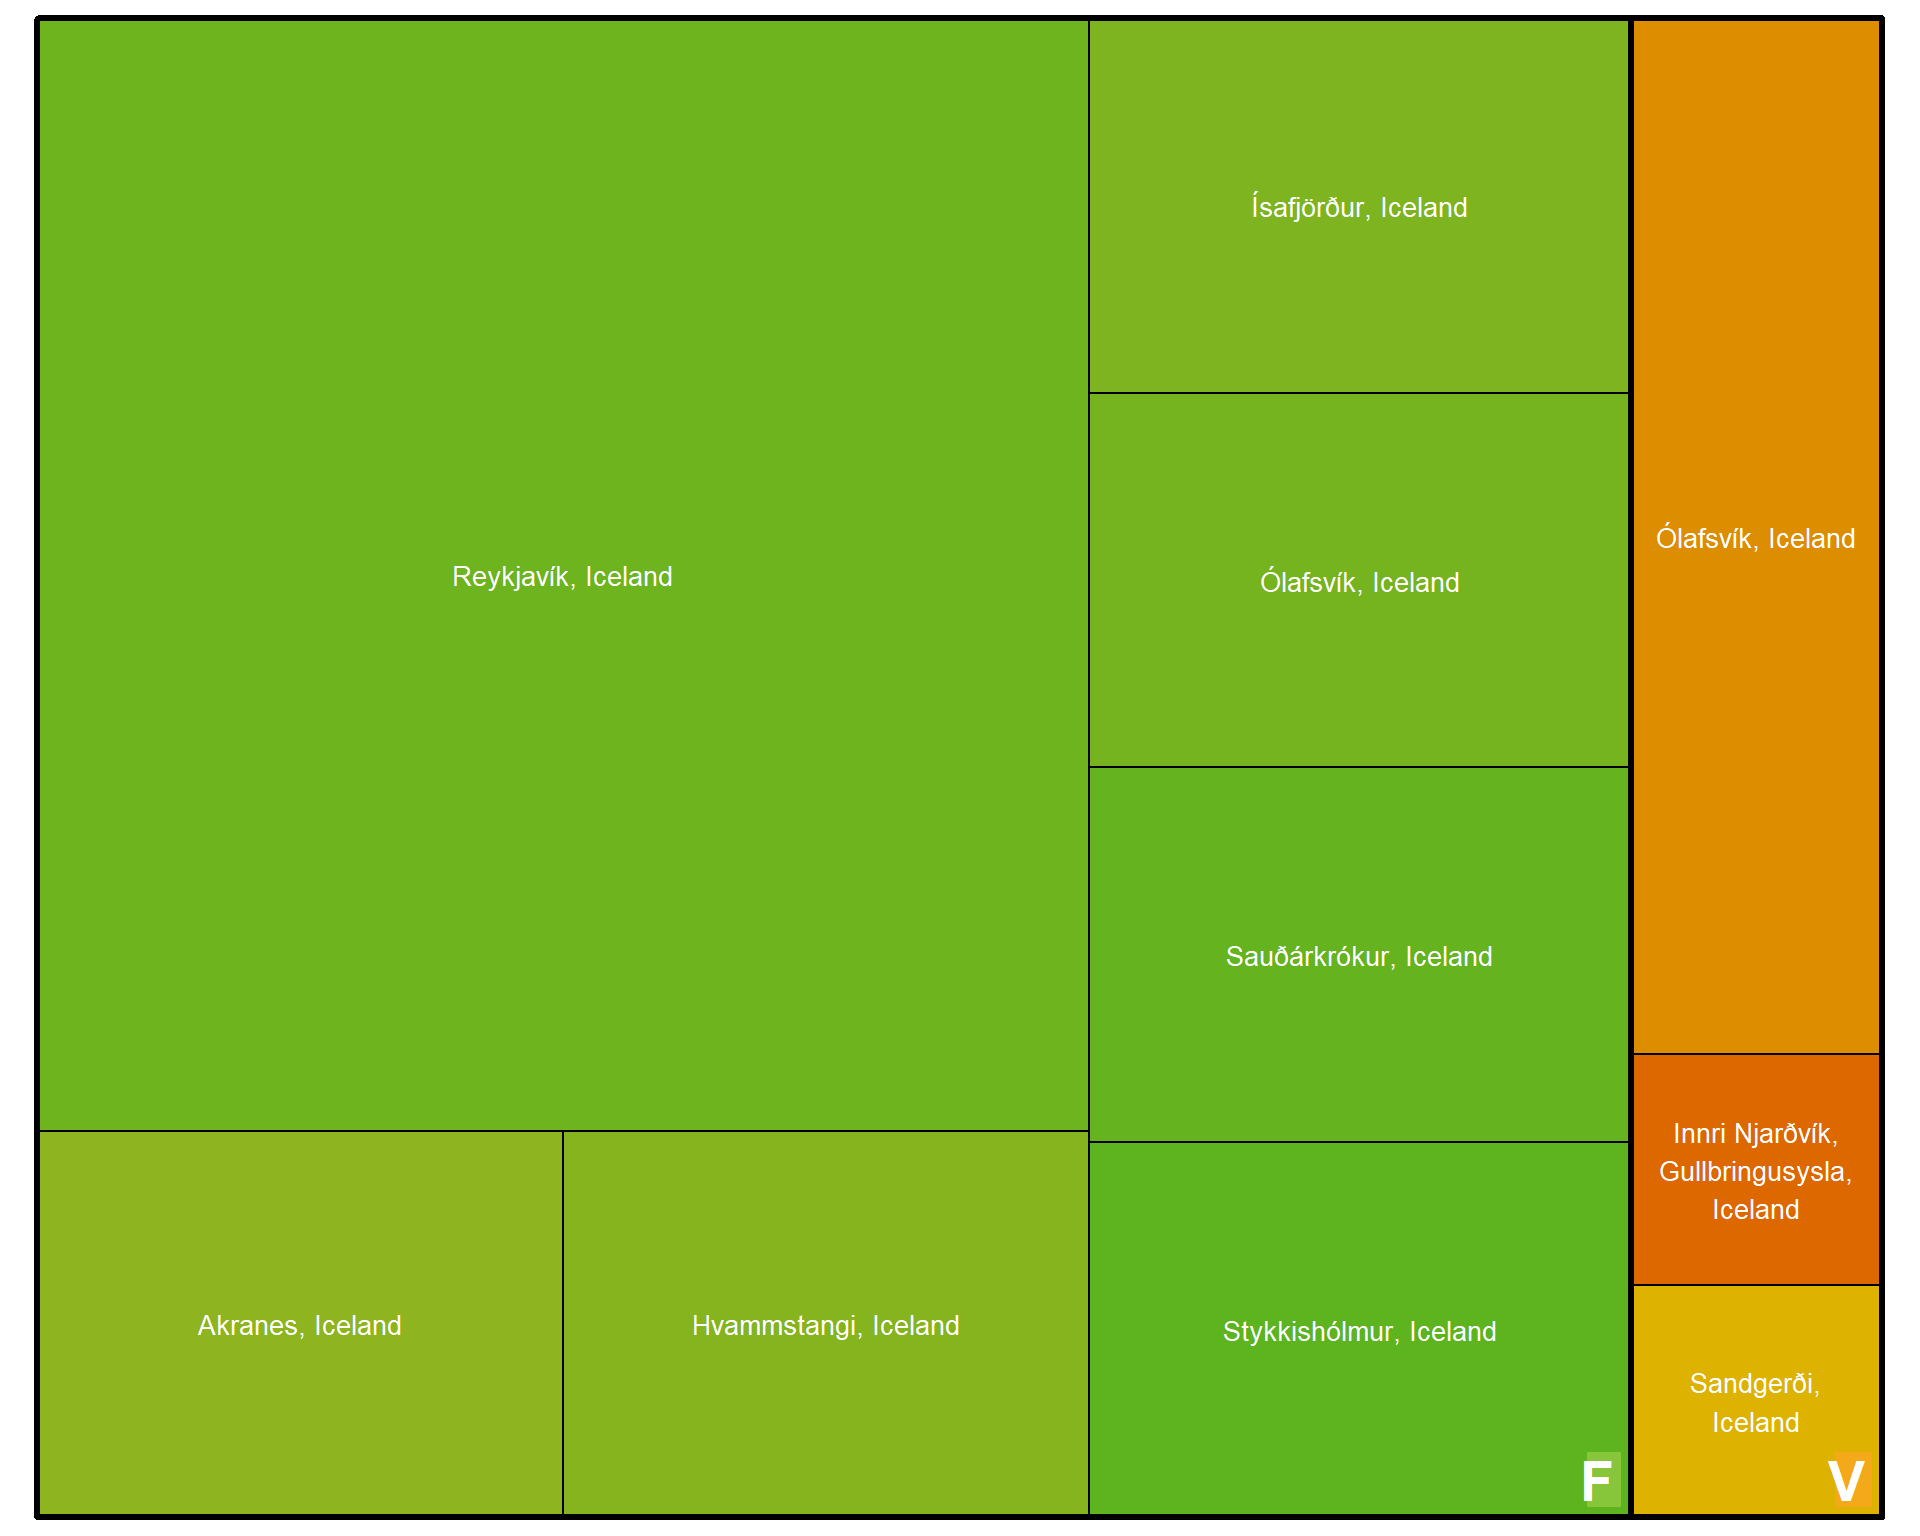 Reykjavík, Iceland
Akranes, Iceland
Hvammstangi, Iceland
Ísafjörður, Iceland
Ólafsvík, Iceland
Sauðárkrókur, Iceland
Stykkishólmur, Iceland
F
Ólafsvík, Iceland
Innri Njarðvík,
Gullbringusysla,
Iceland
Sandgerði,
Iceland
V